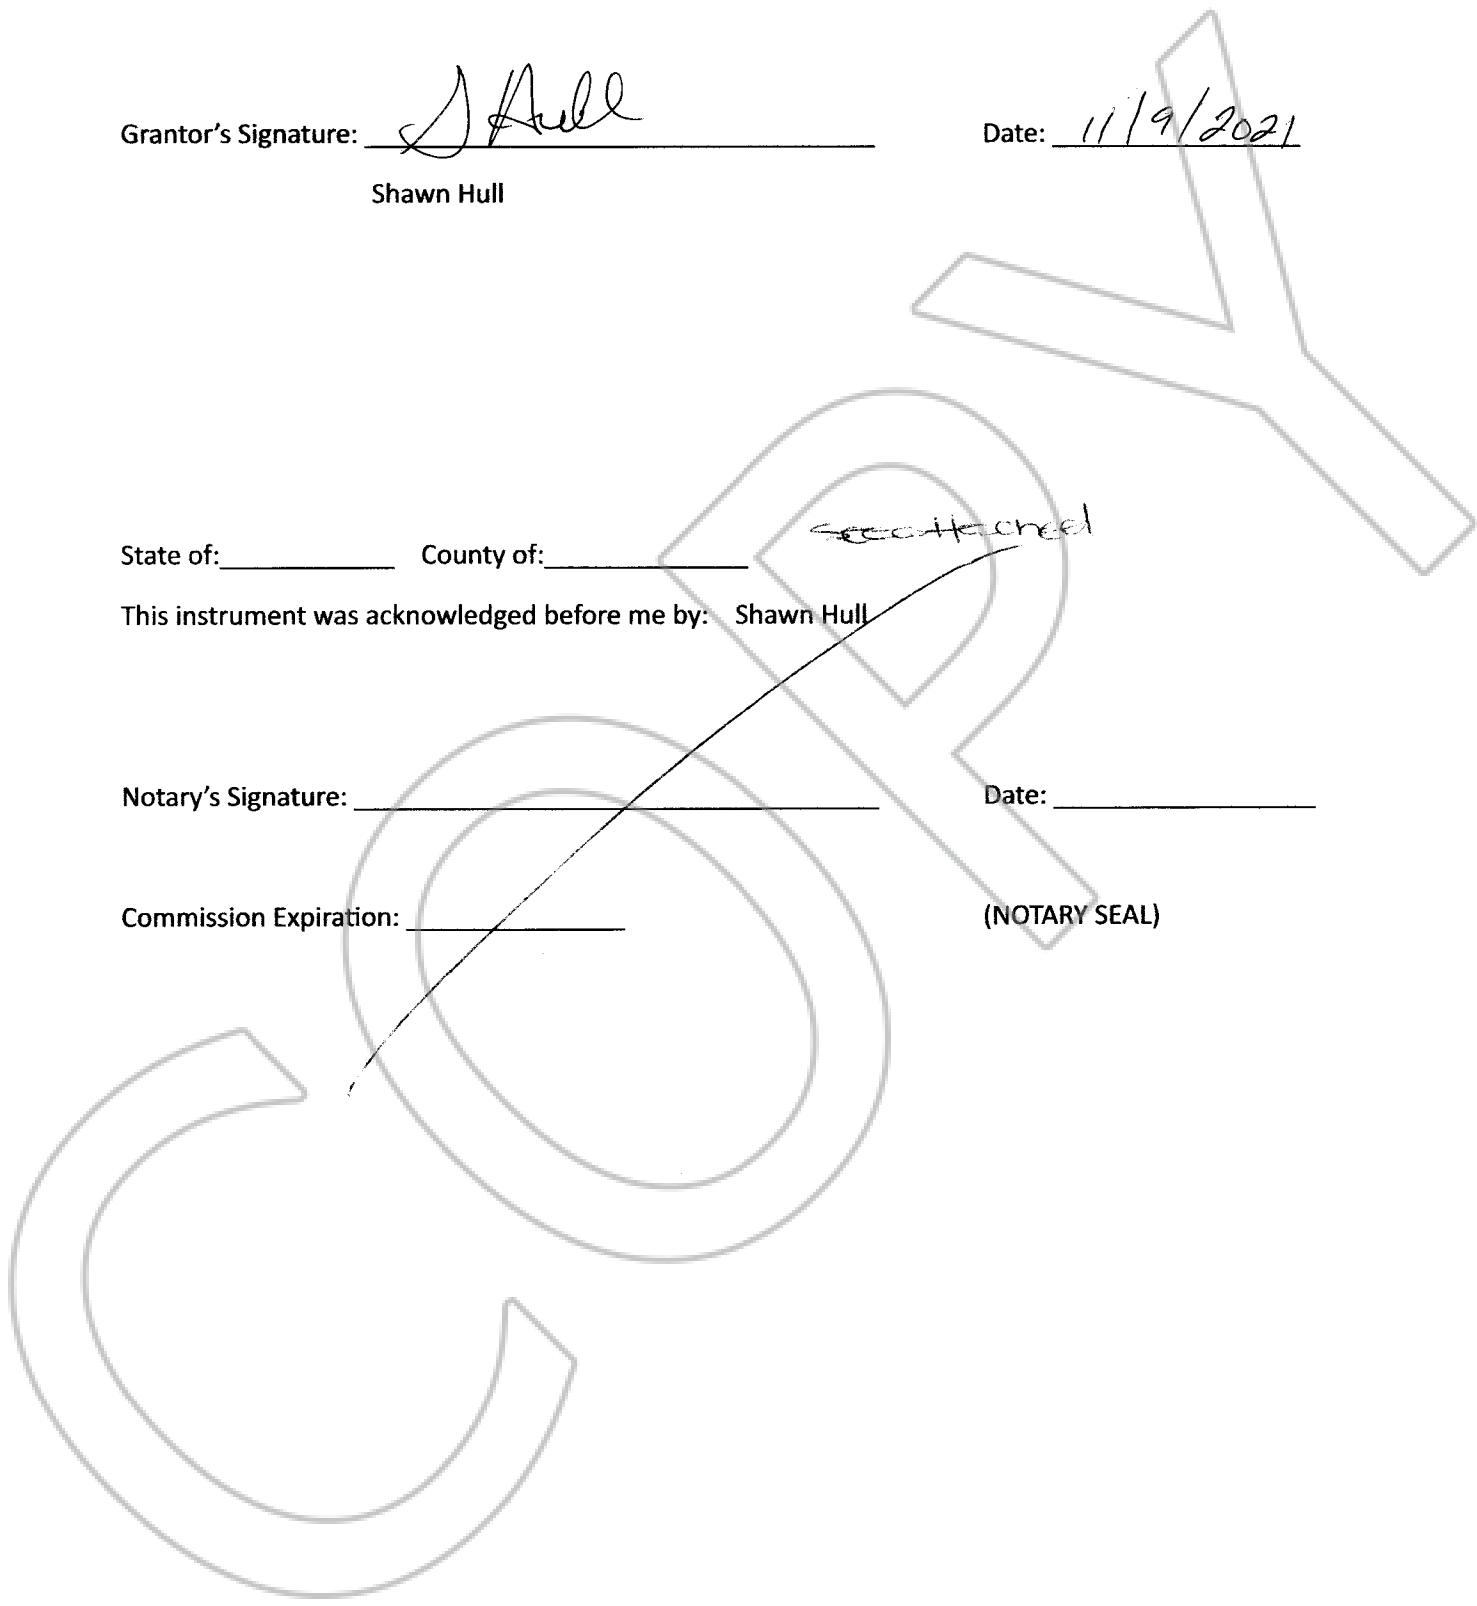 Grantor's Signature: S Hull Date: 11/9/2021
Shawn Hull
see attached
State of: County of:
This instrument was acknowledged before me by: Shawn Hull
Notary's Signature: Date:
Commission Expiration: (NOTARY SEAL)
COPY